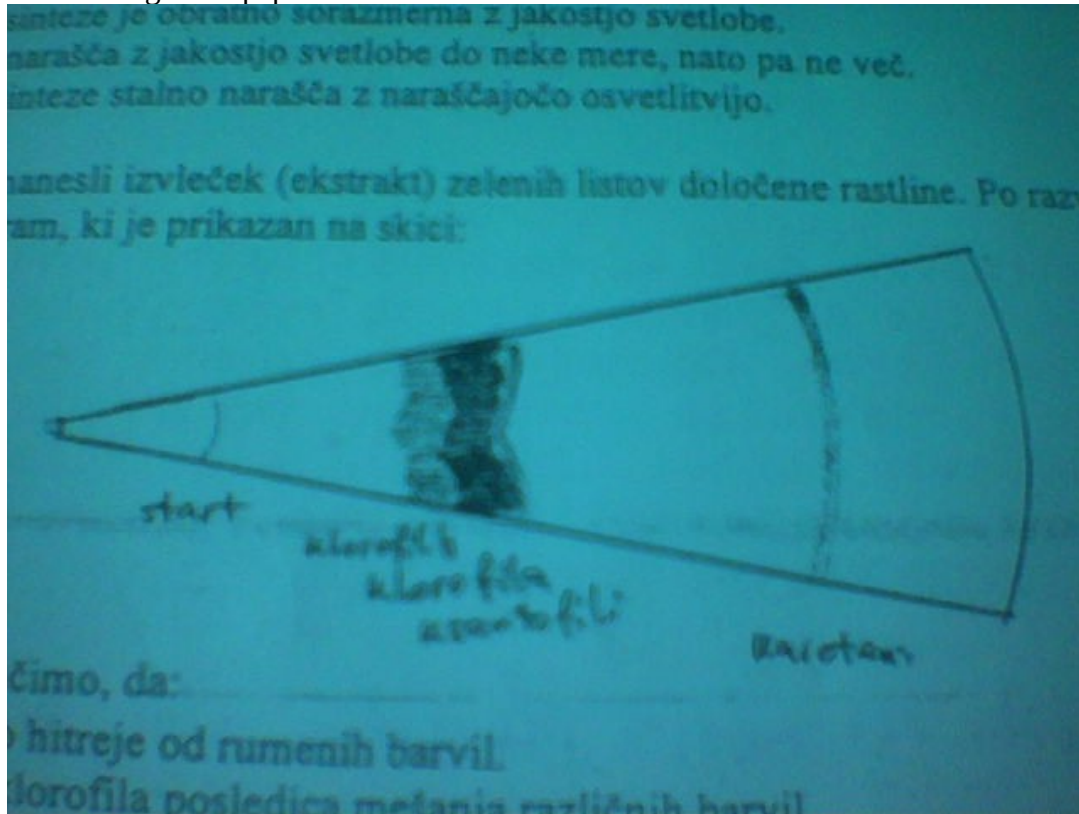 sinteze je obratno sorazmerna z jakostjo svetlobe.
narašča z jakostjo svetlobe do neke mere, nato pa ne več.
inteze stalno narašča z naraščajočo osvetlitvijo.
nanesli izvleček (ekstrakt) zelenih listov določene rastline. Po raz
ram, ki je prikazan na skici:
start
klorofil b
klorofil a
ksantofili
čimo, da:
hitreje od rumenih barvil.
klorofila posledica mešanja različnih barvil